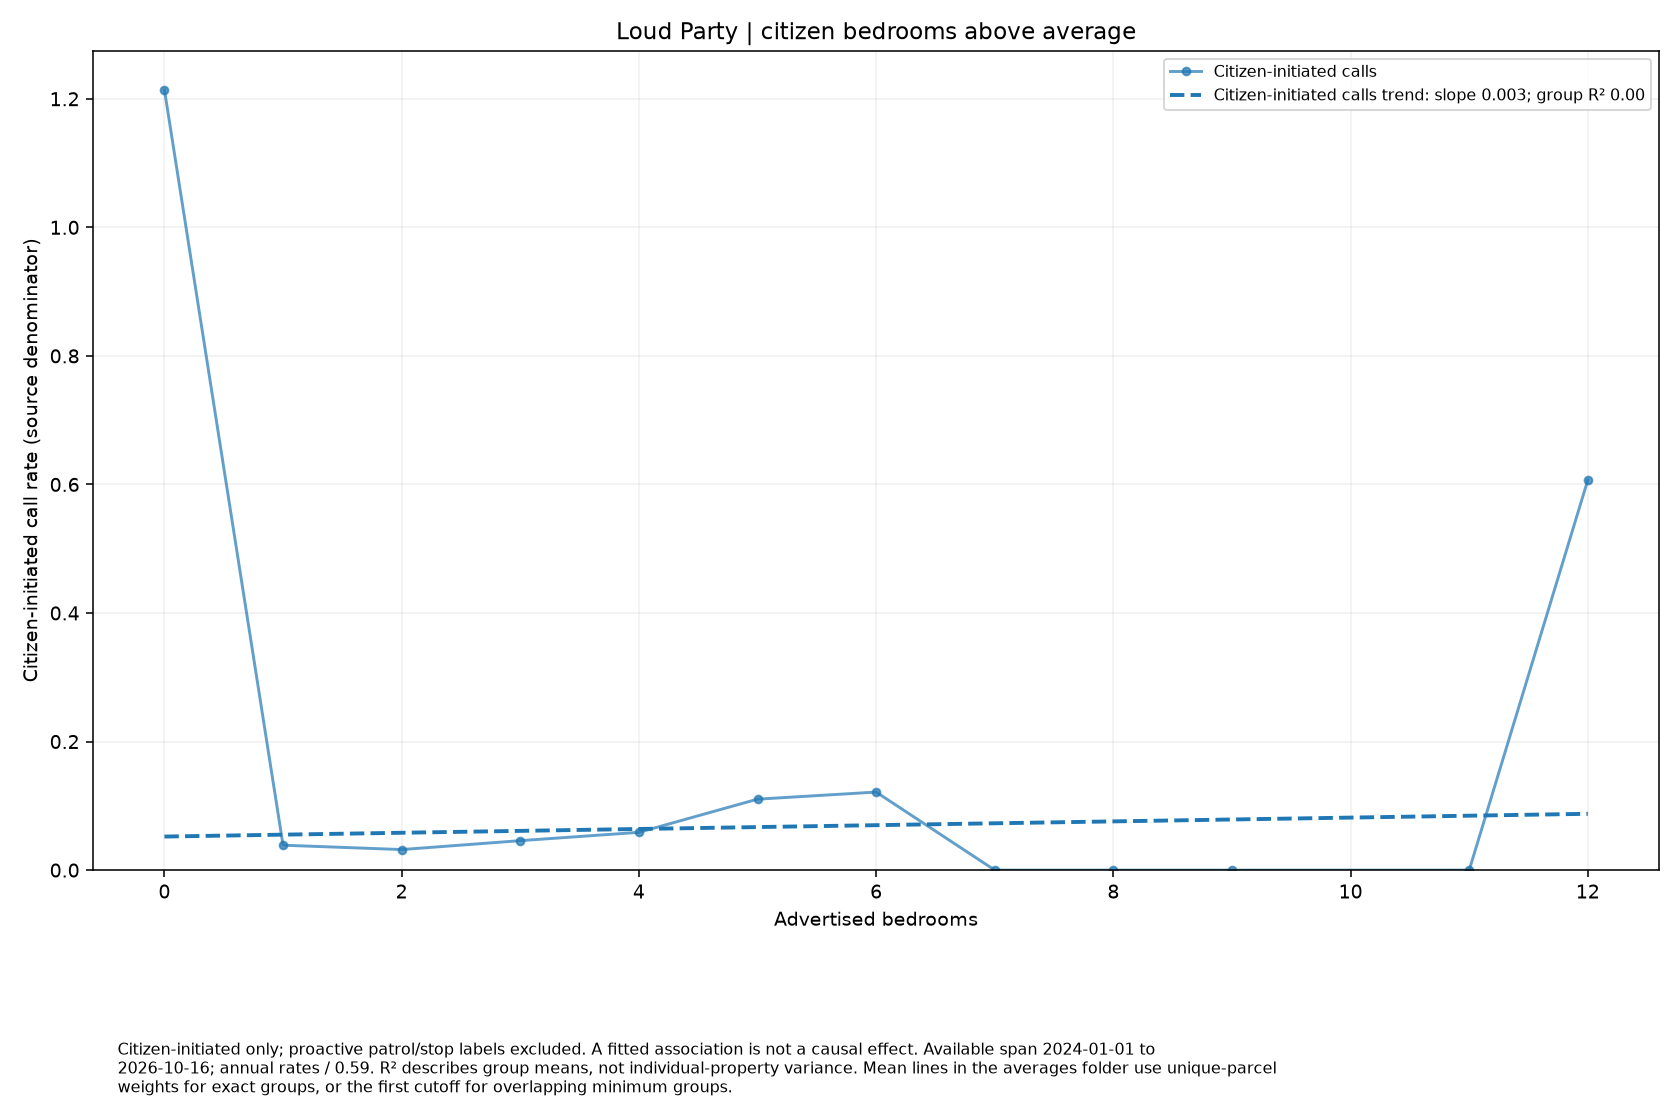 Loud Party | citizen bedrooms above average
Citizen-initiated calls
Citizen-initiated calls trend: slope 0.003; group R² 0.00
Citizen-initiated call rate (source denominator)
1.2
1.0
0.8
0.6
0.4
0.2
0.0
0 2 4 6 8 10 12
Advertised bedrooms
Citizen-initiated only; proactive patrol/stop labels excluded. A fitted association is not a causal effect. Available span 2024-01-01 to
2026-10-16; annual rates / 0.59. R² describes group means, not individual-property variance. Mean lines in the averages folder use unique-parcel
weights for exact groups, or the first cutoff for overlapping minimum groups.